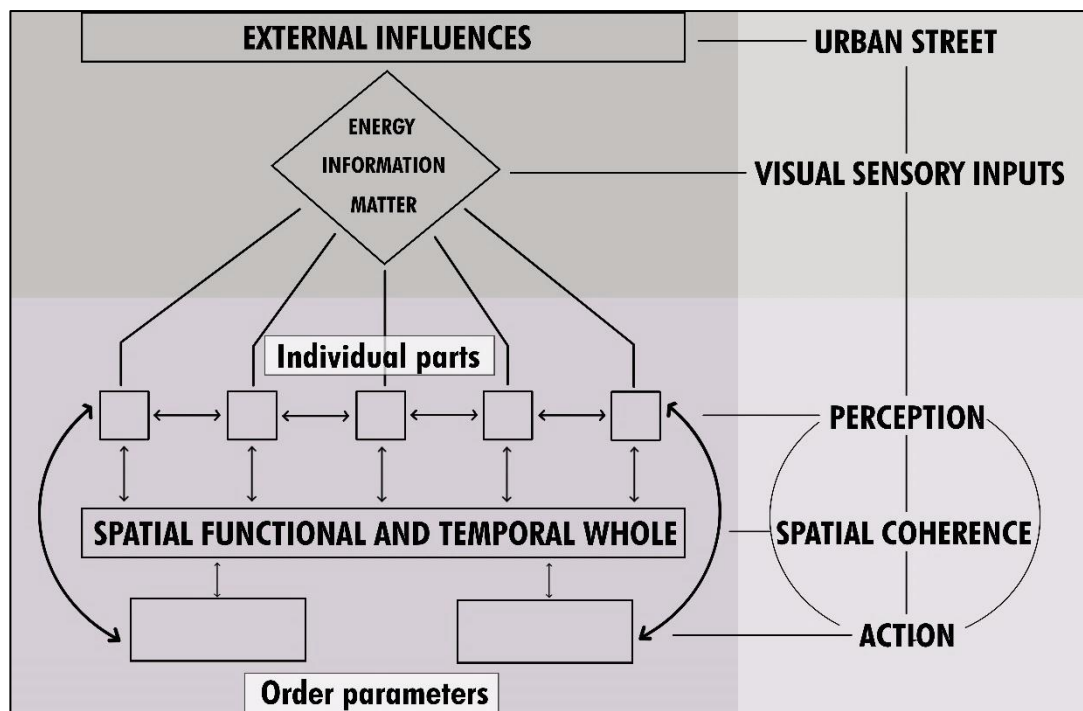 EXTERNAL INFLUENCES
URBAN STREET
ENERGY
INFORMATION
MATTER
VISUAL SENSORY INPUTS
Individual parts
PERCEPTION
SPATIAL FUNCTIONAL AND TEMPORAL WHOLE
SPATIAL COHERENCE
ACTION
Order parameters